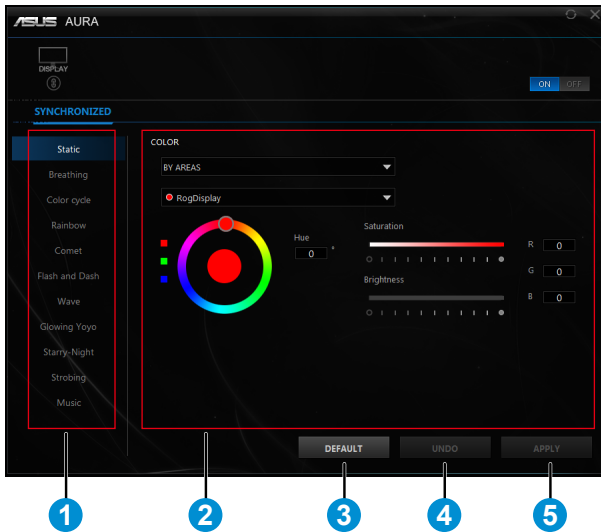 ASUS AURA
DISPLAY
ON OFF
SYNCHRONIZED
Static
Breathing
Color cycle
Rainbow
Comet
Flash and Dash
Wave
Glowing Yoyo
Starry-Night
Strobing
Music
COLOR
BY AREAS
RogDisplay
Hue
0 °
Saturation
Brightness
R 0
G 0
B 0
DEFAULT UNDO APPLY
1 2 3 4 5